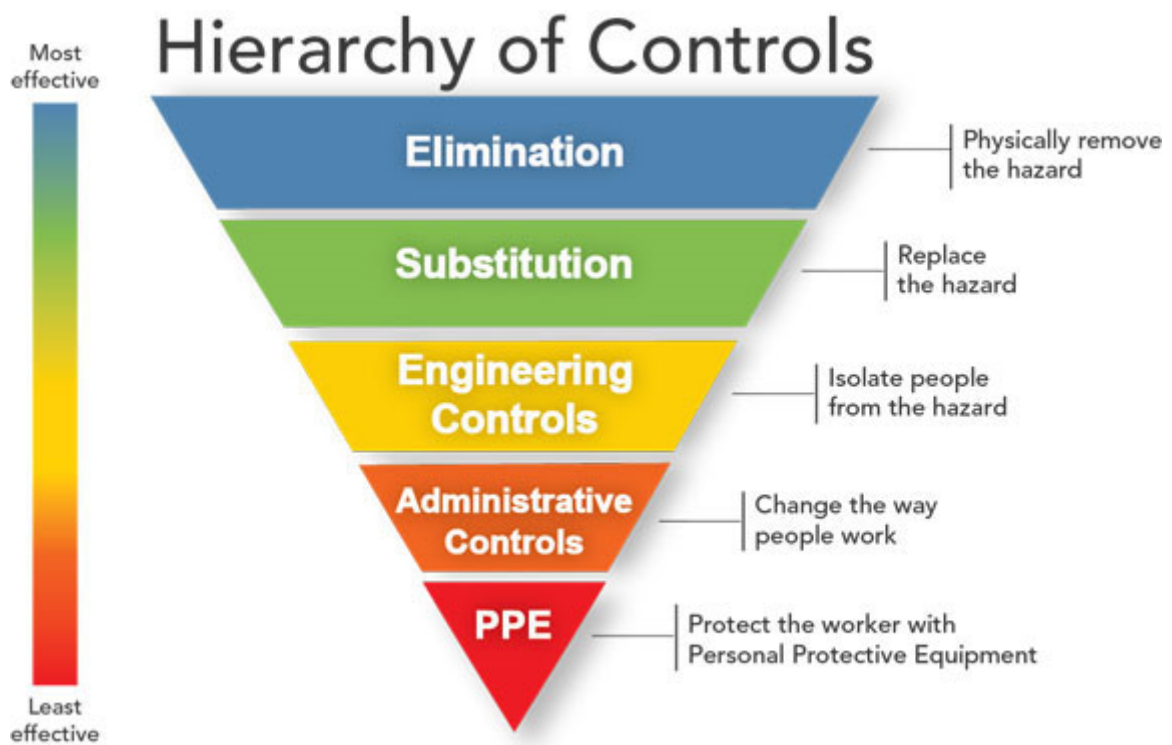 Hierarchy of Controls
Most
effective
Elimination
Physically remove
the hazard
Substitution
Replace
the hazard
Engineering
Controls
Isolate people
from the hazard
Administrative
Controls
Change the way
people work
PPE
Protect the worker with
Personal Protective Equipment
Least
effective